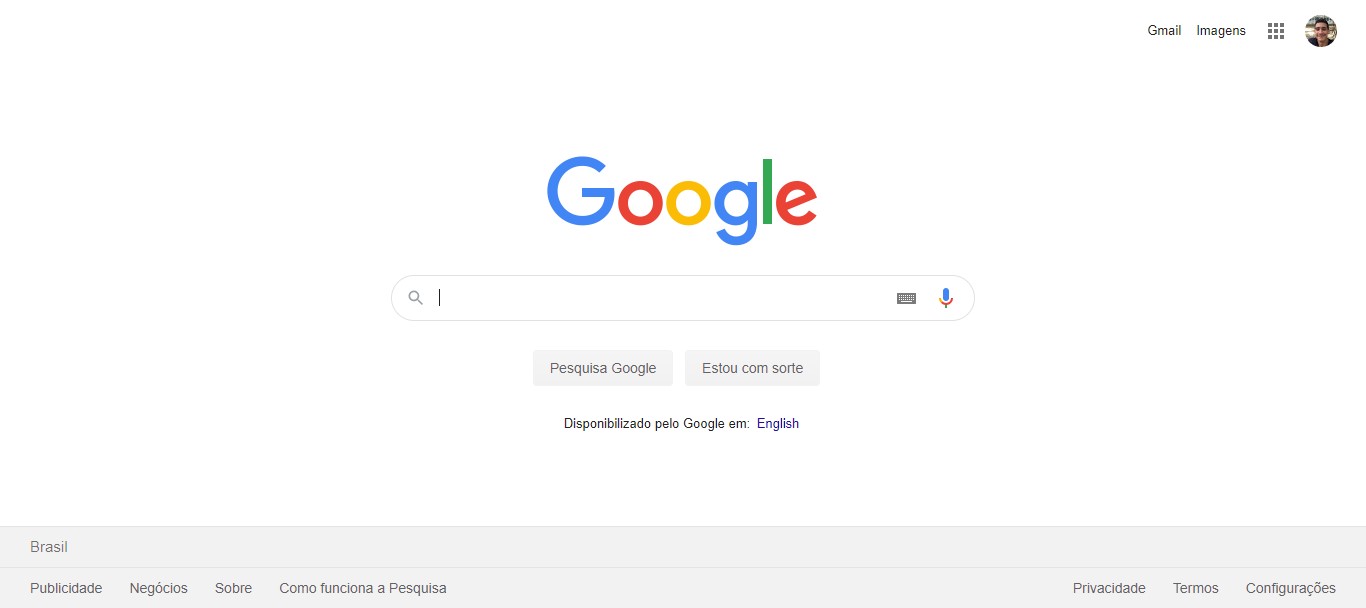 Gmail Imagens
Google
Pesquisa Google Estou com sorte
Disponibilizado pelo Google em: English
Brasil
Publicidade Negócios Sobre Como funciona a Pesquisa Privacidade Termos Configurações